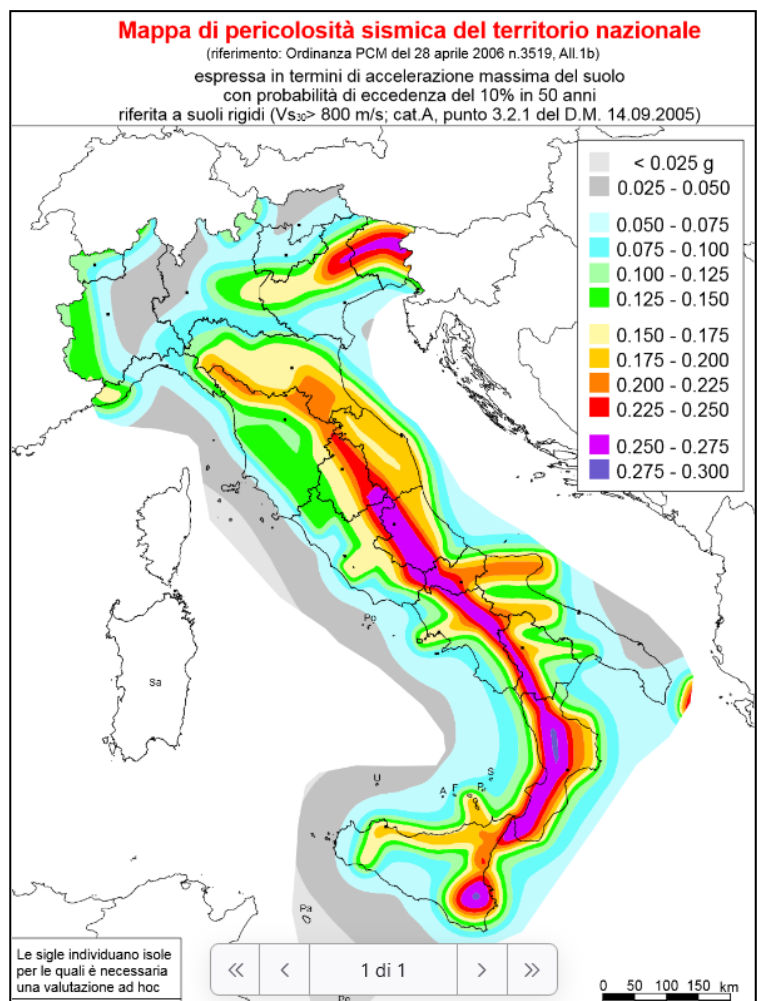 Mappa di pericolosità sismica del territorio nazionale
(riferimento: Ordinanza PCM del 28 aprile 2006 n.3519, All.1b)
espressa in termini di accelerazione massima del suolo
con probabilità di eccedenza del 10% in 50 anni
riferita a suoli rigidi (Vs₃₀> 800 m/s; cat.A, punto 3.2.1 del D.M. 14.09.2005)
< 0.025 g
0.025 - 0.050
0.050 - 0.075
0.075 - 0.100
0.100 - 0.125
0.125 - 0.150
0.150 - 0.175
0.175 - 0.200
0.200 - 0.225
0.225 - 0.250
0.250 - 0.275
0.275 - 0.300
Po
Sa
U
A
F
S
Pa
Le sigle individuano isole
per le quali è necessaria
una valutazione ad hoc
« ‹ 1 di 1 › »
Pe
0 50 100 150 km